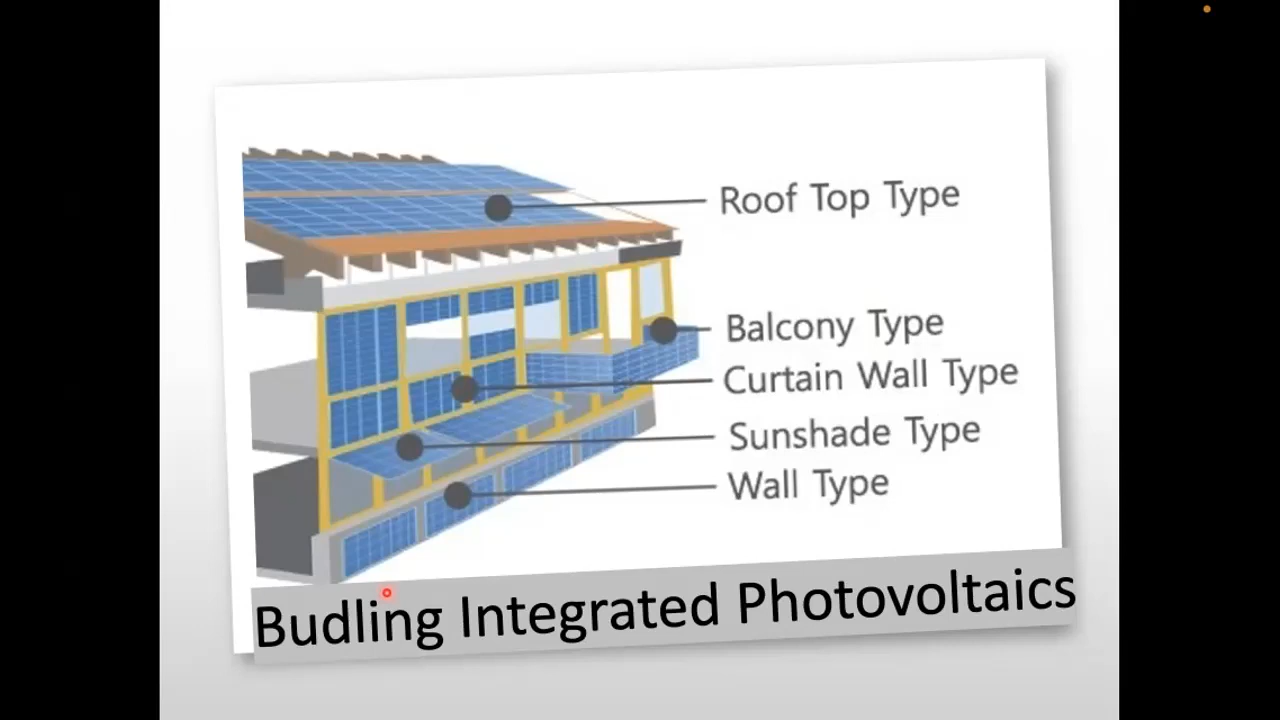 Roof Top Type
Balcony Type
Curtain Wall Type
Sunshade Type
Wall Type
Budling Integrated Photovoltaics